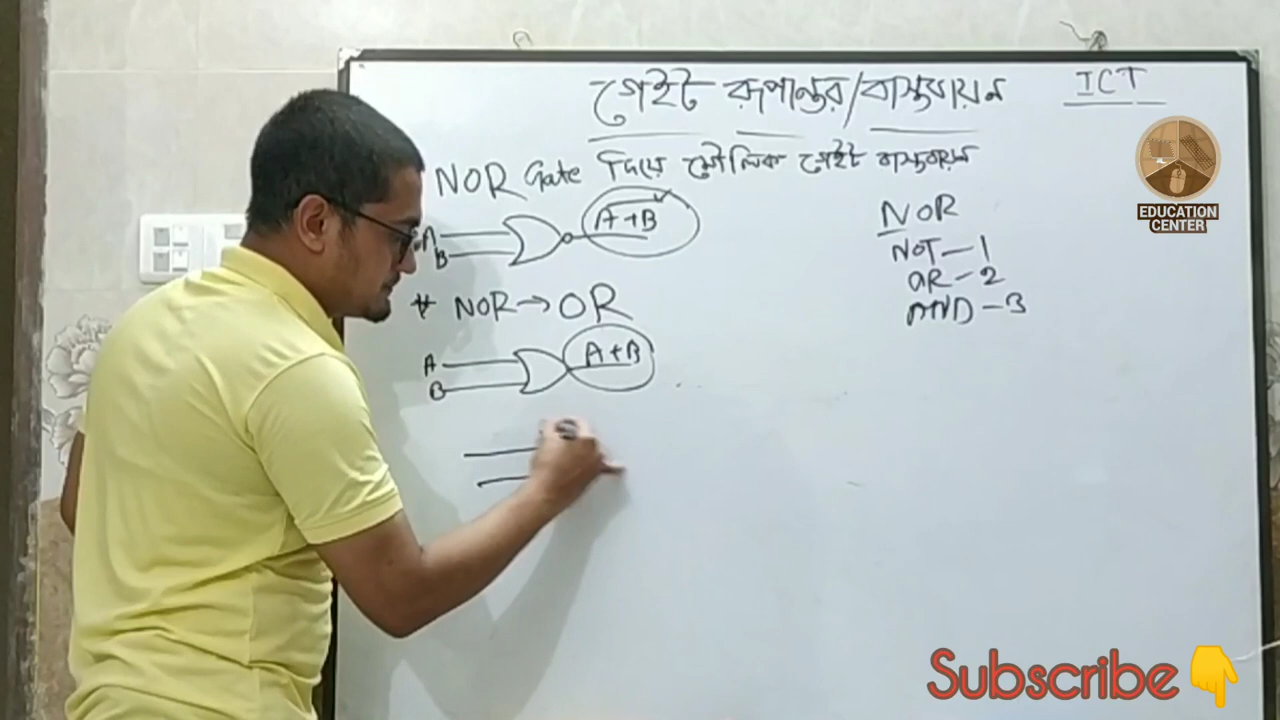 গেইট রূপান্তর/বাস্তবায়ন
ICT
NOR Gate দিয়ে মৌলিক গেইট বাস্তবায়ন
A
B
A+B
* NOR→OR
A
B
A+B
NOR
NOT—1
OR—2
AND—3
EDUCATION
CENTER
Subscribe